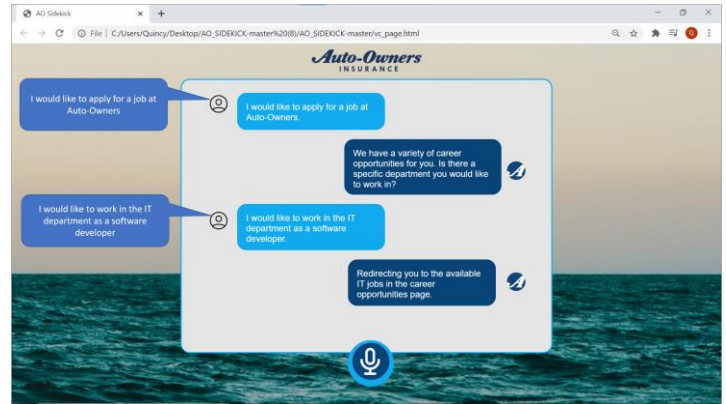 AO Sidekick
File | C:/Users/Quincy/Desktop/AO_SIDEKICK-master%20(8)/AO_SIDEKICK-master/vc_page.html
Q
Auto-Owners
INSURANCE
I would like to apply for a job at
Auto-Owners
I would like to apply for a job at
Auto-Owners.
We have a variety of career
opportunities for you. Is there a
specific department you would like
to work in?
A
I would like to work in the IT
department as a software
developer
I would like to work in the IT
department as a software
developer.
Redirecting you to the available
IT jobs in the career
opportunities page.
A